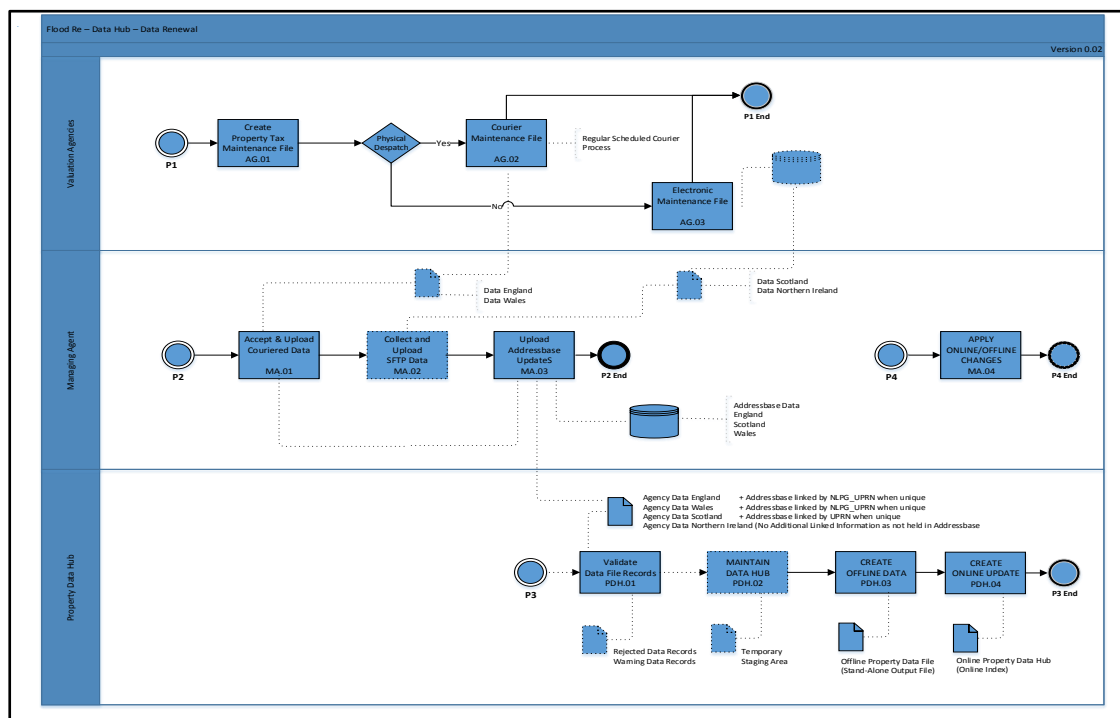 Flood Re – Data Hub – Data Renewal
Version 0.02
Valuation Agencies
P1
Create
Property Tax
Maintenance File
AG.01
Physical
Despatch
Yes
No
Courier
Maintenance File
AG.02
Regular Scheduled Courier
Process
Electronic
Maintenance File
AG.03
P1 End
Managing Agent
Data England
Data Wales
Data Scotland
Data Northern Ireland
P2
Accept & Upload
Couriered Data
MA.01
Collect and
Upload
SFTP Data
MA.02
Upload
Addressbase
UpdateS
MA.03
P2 End
Addressbase Data
England
Scotland
Wales
P4
APPLY
ONLINE/OFFLINE
CHANGES
MA.04
P4 End
Property Data Hub
Agency Data England + Addressbase linked by NLPG_UPRN when unique
Agency Data Wales + Addressbase linked by NLPG_UPRN when unique
Agency Data Scotland + Addressbase linked by UPRN when unique
Agency Data Northern Ireland (No Additional Linked Information as not held in Addressbase
P3
Validate
Data File Records
PDH.01
MAINTAIN
DATA HUB
PDH.02
CREATE
OFFLINE DATA
PDH.03
CREATE
ONLINE UPDATE
PDH.04
P3 End
Rejected Data Records
Warning Data Records
Temporary
Staging Area
Offline Property Data File
(Stand-Alone Output File)
Online Property Data Hub
(Online Index)